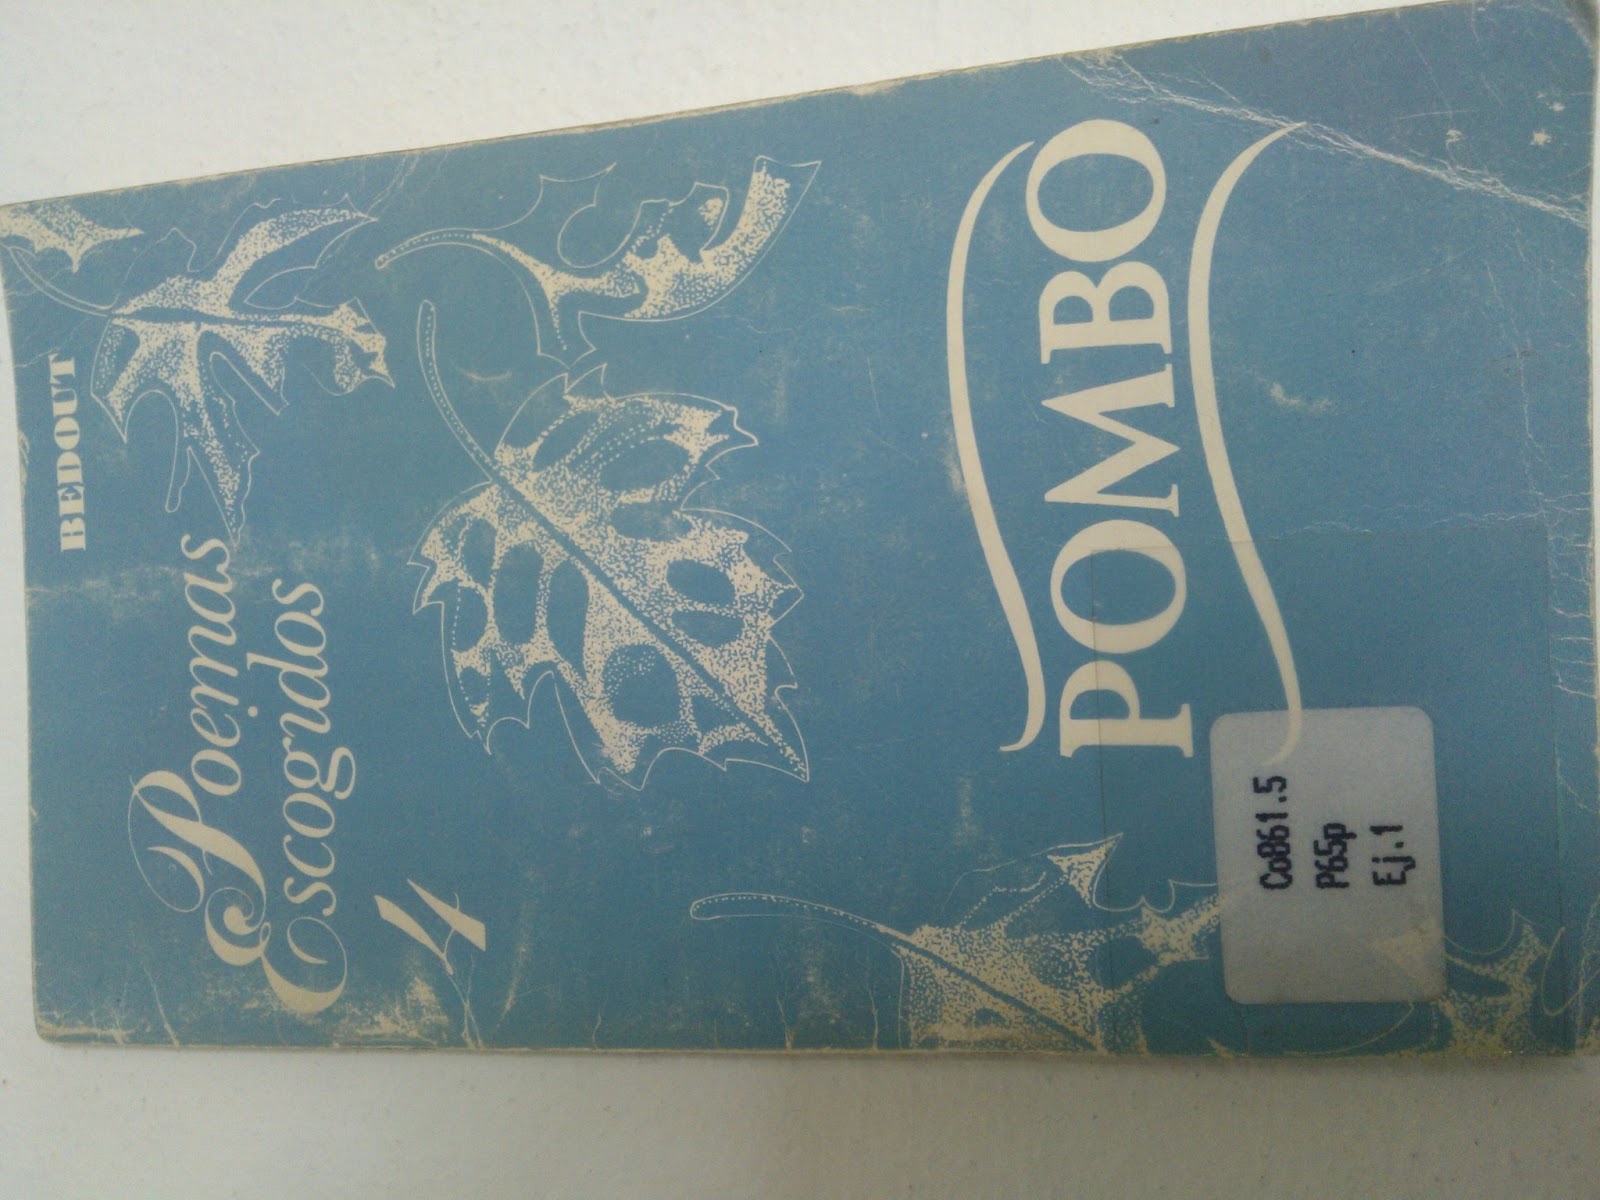 BEDOUT
Poemas
Escogidos
4
POMBO
Co861.5
P65p
Ej.1